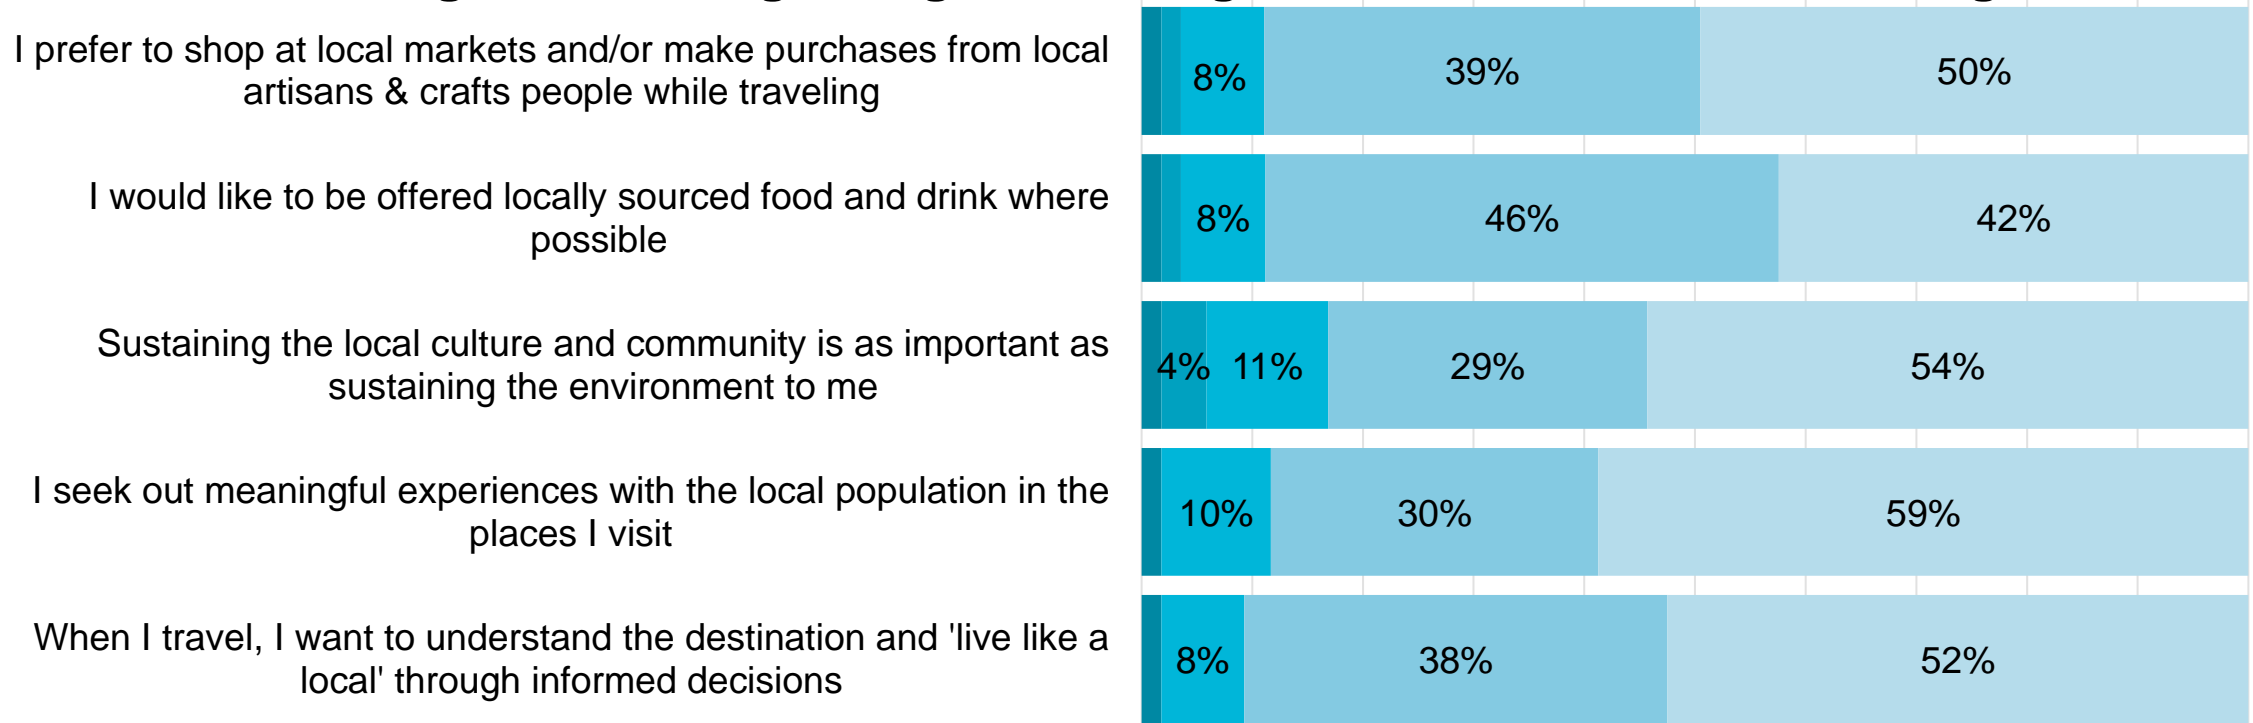 I prefer to shop at local markets and/or make purchases from local
artisans & crafts people while traveling
8%
39%
50%
I would like to be offered locally sourced food and drink where
possible
8%
46%
42%
Sustaining the local culture and community is as important as
sustaining the environment to me
4%
11%
29%
54%
I seek out meaningful experiences with the local population in the
places I visit
10%
30%
59%
When I travel, I want to understand the destination and 'live like a
local' through informed decisions
8%
38%
52%